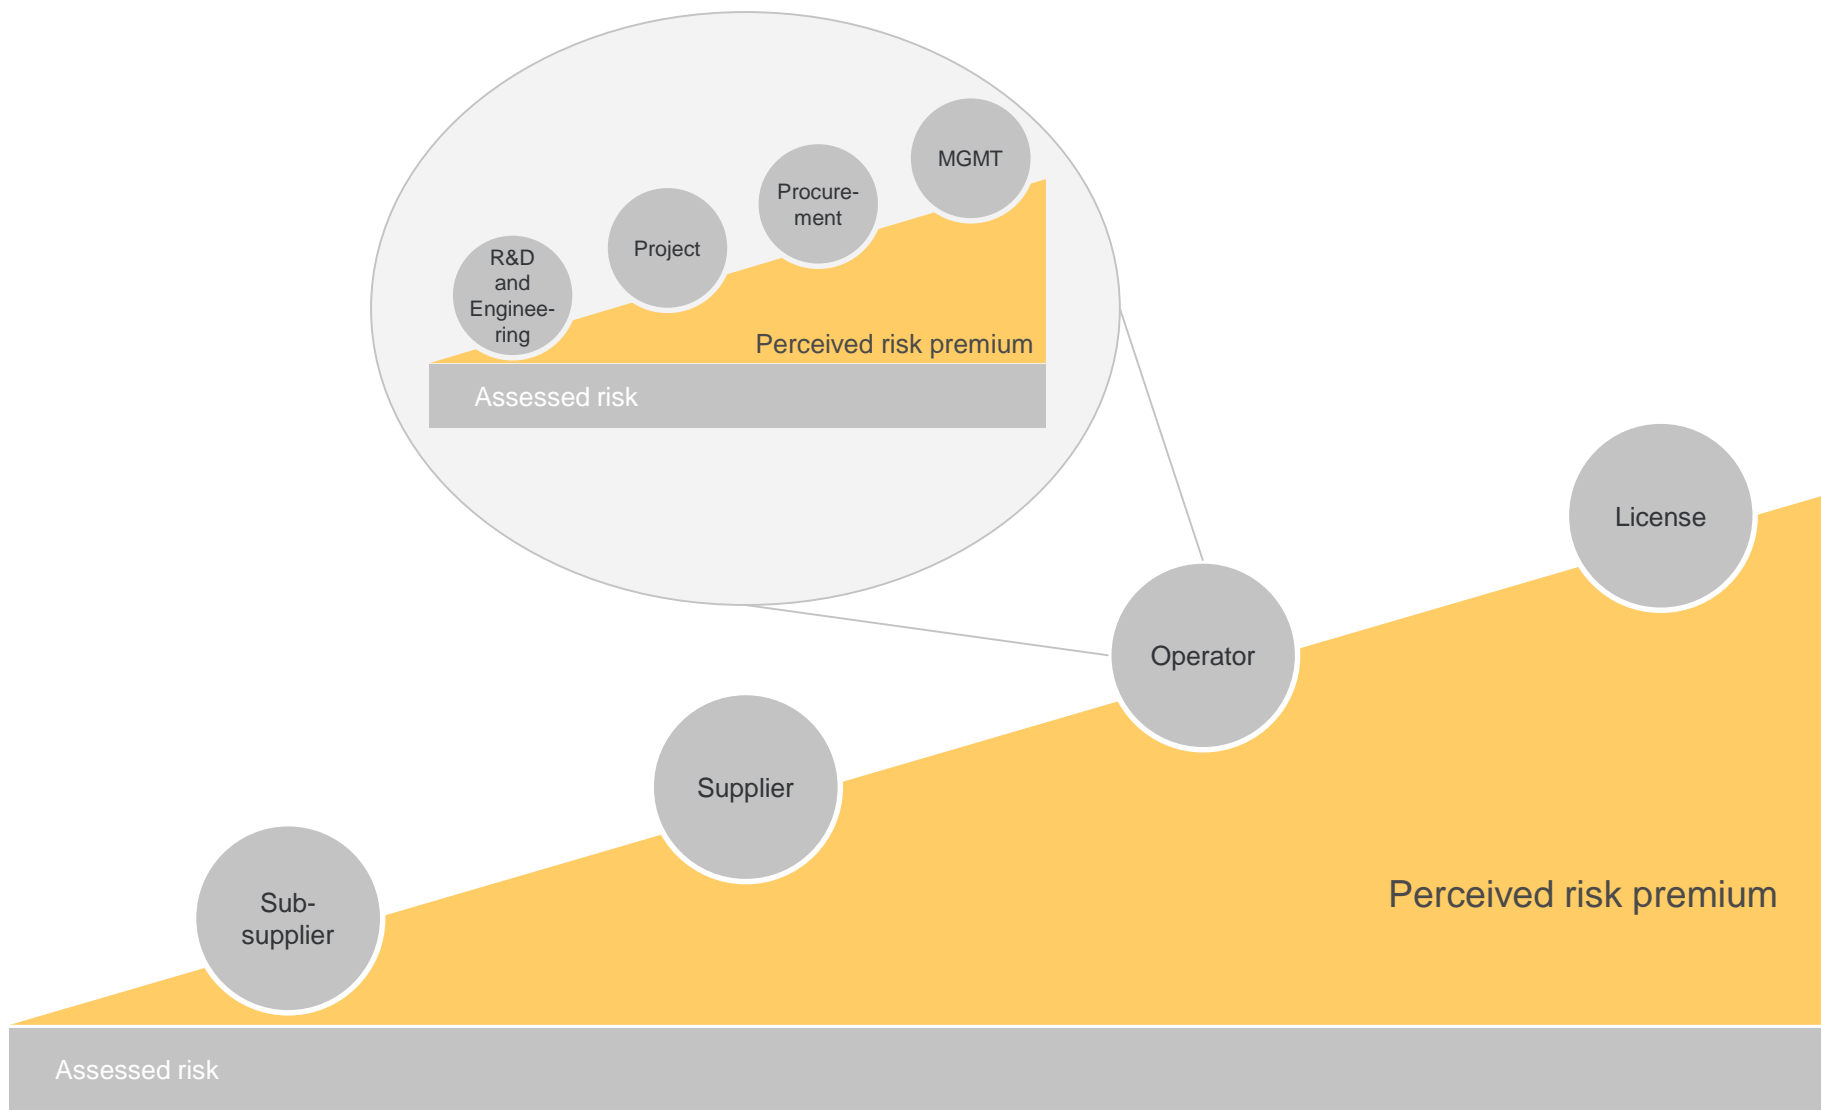 MGMT
Procure-
ment
Project
R&D
and
Enginee-
ring
Perceived risk premium
Assessed risk
License
Operator
Supplier
Sub-
supplier
Perceived risk premium
Assessed risk